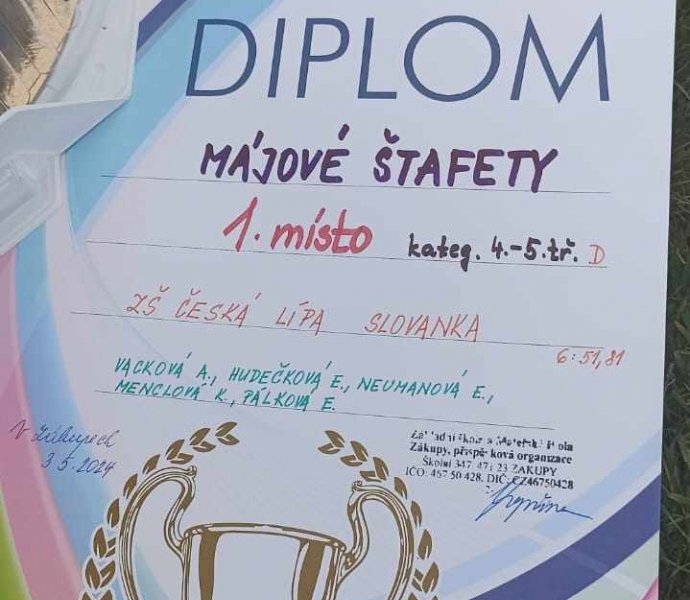 DIPLOM
MÁJOVÉ ŠTAFETY
1. místo kateg. 4.-5.tř. D
ZŠ ČESKÁ LÍPA SLOVANKA
6:51,81
VACKOVÁ A., HUDEČKOVÁ E., NEUMANOVÁ E.,
MENCLOVÁ K., PÁLKOVÁ E.
V Zákupech
3.5.2024
Základní škola a Mateřská škola
Zákupy, příspěvková organizace
Školní 347, 471 23 ZÁKUPY
IČO: 467 50 428, DIČ: CZ46750428